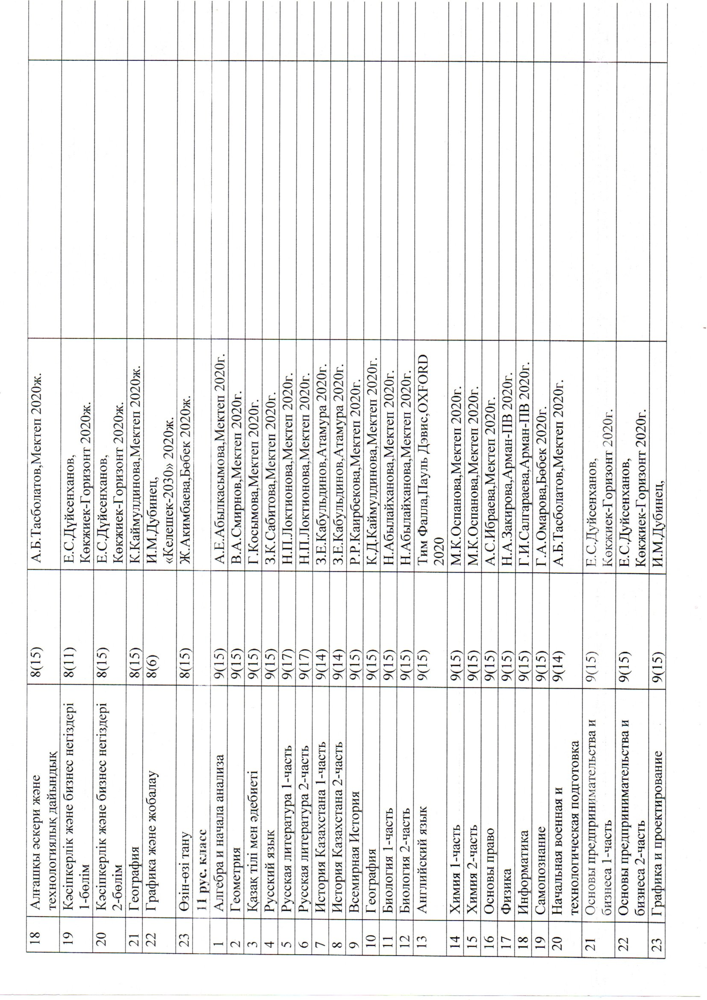 18 Алғашқы әскери және 8(15) А.Б.Тасболатов,Мектеп 2020ж.
технологиялық дайындық
19 Кәсіпкерлік және бизнес негіздері 8(11) Е.С.Дүйсенханов,
1-бөлім Көкжиек-Горизонт 2020ж.
20 Кәсіпкерлік және бизнес негіздері 8(15) Е.С.Дүйсенханов,
2-бөлім Көкжиек-Горизонт 2020ж.
21 География 8(15) К.Каймулдинова,Мектеп 2020ж.
22 Графика және жобалау 8(6) И.М.Дубинец,
«Келешек-2030» 2020ж.
23 Өзін-өзі тану 8(15) Ж.Акимбаева,Бөбек 2020ж.
11 рус. класс
1 Алгебра и начала анализа 9(15) А.Е.Абылкасымова,Мектеп 2020г.
2 Геометрия 9(15) В.А.Смирнов,Мектеп 2020г.
3 Қазақ тілі мен әдебиеті 9(15) Г.Косымова,Мектеп 2020г.
4 Русский язык 9(15) З.К.Сабитова,Мектеп 2020г.
5 Русская литература 1-часть 9(17) Н.П.Локтионова,Мектеп 2020г.
6 Русская литература 2-часть 9(17) Н.П.Локтионова,Мектеп 2020г.
7 История Казахстана 1-часть 9(14) З.Е.Кабульдинов,Атамура 2020г.
8 История Казахстана 2-часть 9(14) З.Е.Кабульдинов,Атамура 2020г.
9 Всемирная История 9(15) Р.Р.Каирбекова,Мектеп 2020г.
10 География 9(15) К.Д.Каймулдинова,Мектеп 2020г.
11 Биология 1-часть 9(15) Н.Абылайханова,Мектеп 2020г.
12 Биология 2-часть 9(15) Н.Абылайханова,Мектеп 2020г.
13 Английский язык 9(15) Тим Фалла,Пауль Дэвис,OXFORD
2020
14 Химия 1-часть 9(15) М.К.Оспанова,Мектеп 2020г.
15 Химия 2-часть 9(15) М.К.Оспанова,Мектеп 2020г.
16 Основы право 9(15) А.С.Ибраева,Мектеп 2020г.
17 Физика 9(15) Н.А.Закирова,Арман-ПВ 2020г.
18 Информатика 9(15) Г.И.Салгараева,Арман-ПВ 2020г.
19 Самопознание 9(15) Г.А.Омарова,Бөбек 2020г.
20 Начальная военная и 9(14) А.Б.Тасболатов,Мектеп 2020г.
технологическая подготовка
21 Основы предпринимательства и 9(15) Е.С.Дуйсенханов,
бизнеса 1-часть Көкжиек-Горизонт 2020г.
22 Основы предпринимательства и 9(15) Е.С.Дуйсенханов,
бизнеса 2-часть Көкжиек-Горизонт 2020г.
23 Графика и проектирование 9(15) И.М.Дубинец,